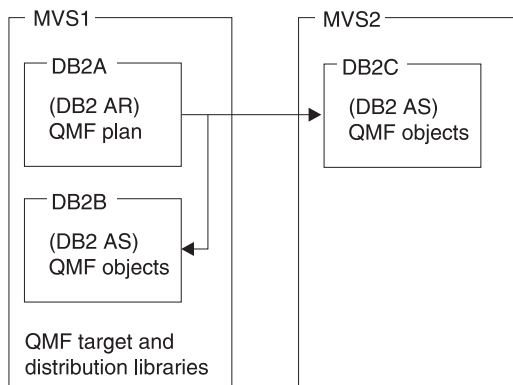 MVS1
DB2A
(DB2 AR)
QMF plan
DB2B
(DB2 AS)
QMF objects
QMF target and
distribution libraries
MVS2
DB2C
(DB2 AS)
QMF objects